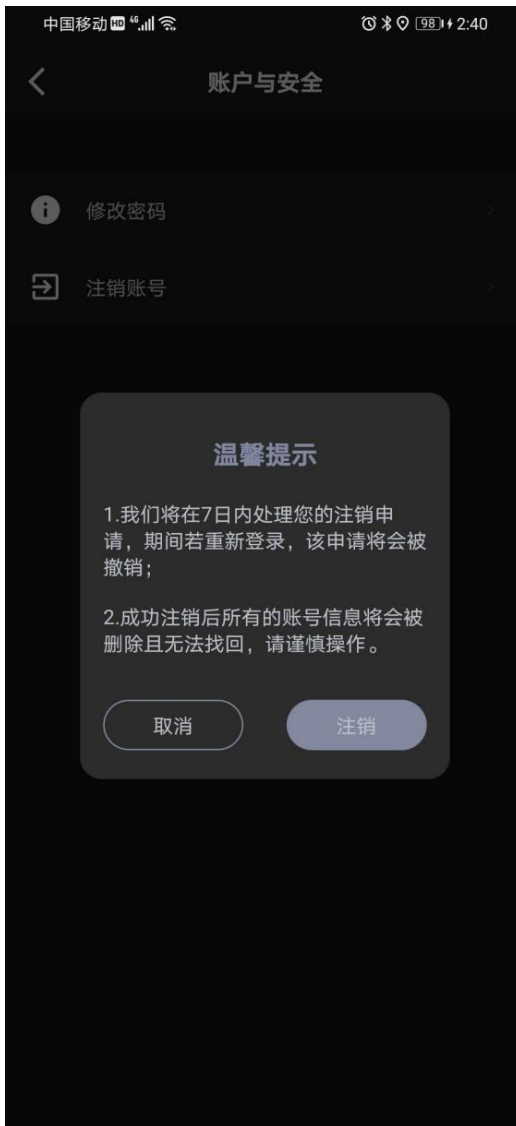 中国移动 HD 4G 98 2:40
账户与安全
修改密码
注销账号
温馨提示
1.我们将在7日内处理您的注销申
请，期间若重新登录，该申请将会被
撤销；
2.成功注销后所有的账号信息将会被
删除且无法找回，请谨慎操作。
取消 注销